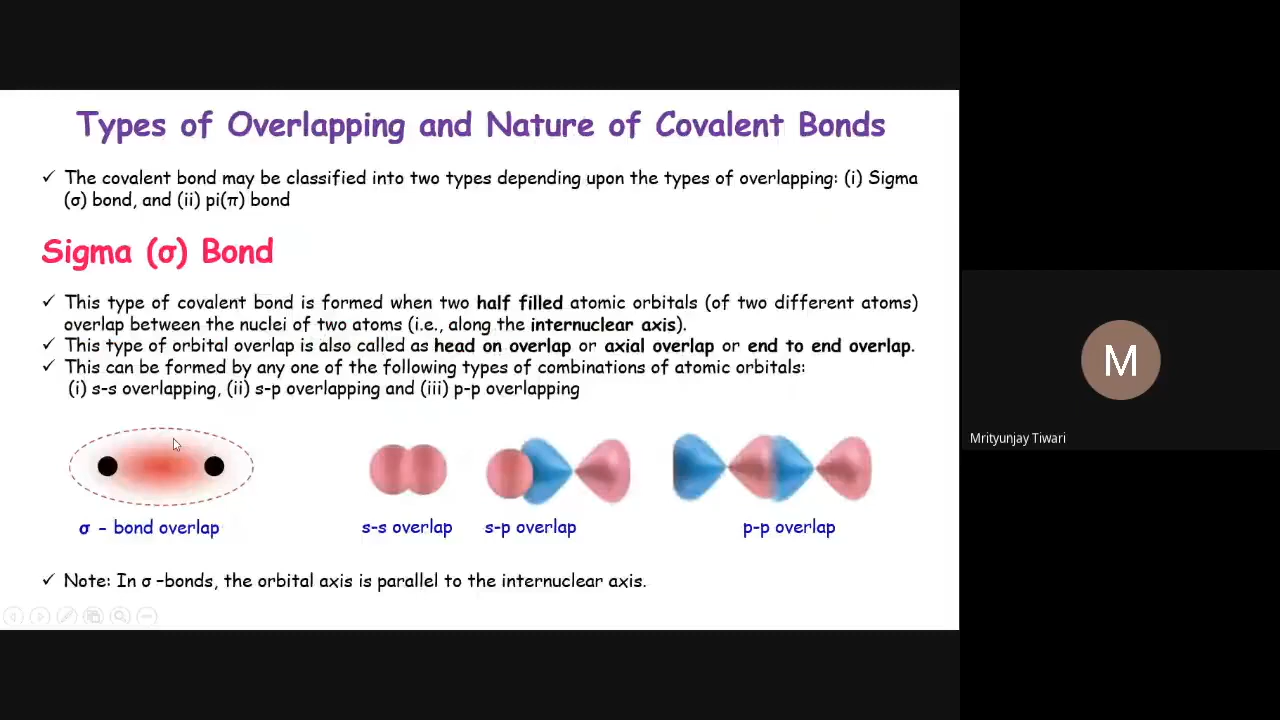 Types of Overlapping and Nature of Covalent Bonds
✓ The covalent bond may be classified into two types depending upon the types of overlapping: (i) Sigma
(σ) bond, and (ii) pi(π) bond
Sigma (σ) Bond
✓ This type of covalent bond is formed when two half filled atomic orbitals (of two different atoms)
overlap between the nuclei of two atoms (i.e., along the internuclear axis).
✓ This type of orbital overlap is also called as head on overlap or axial overlap or end to end overlap.
✓ This can be formed by any one of the following types of combinations of atomic orbitals:
(i) s-s overlapping, (ii) s-p overlapping and (iii) p-p overlapping
σ - bond overlap
s-s overlap
s-p overlap
p-p overlap
✓ Note: In σ -bonds, the orbital axis is parallel to the internuclear axis.
M
Mrityunjay Tiwari